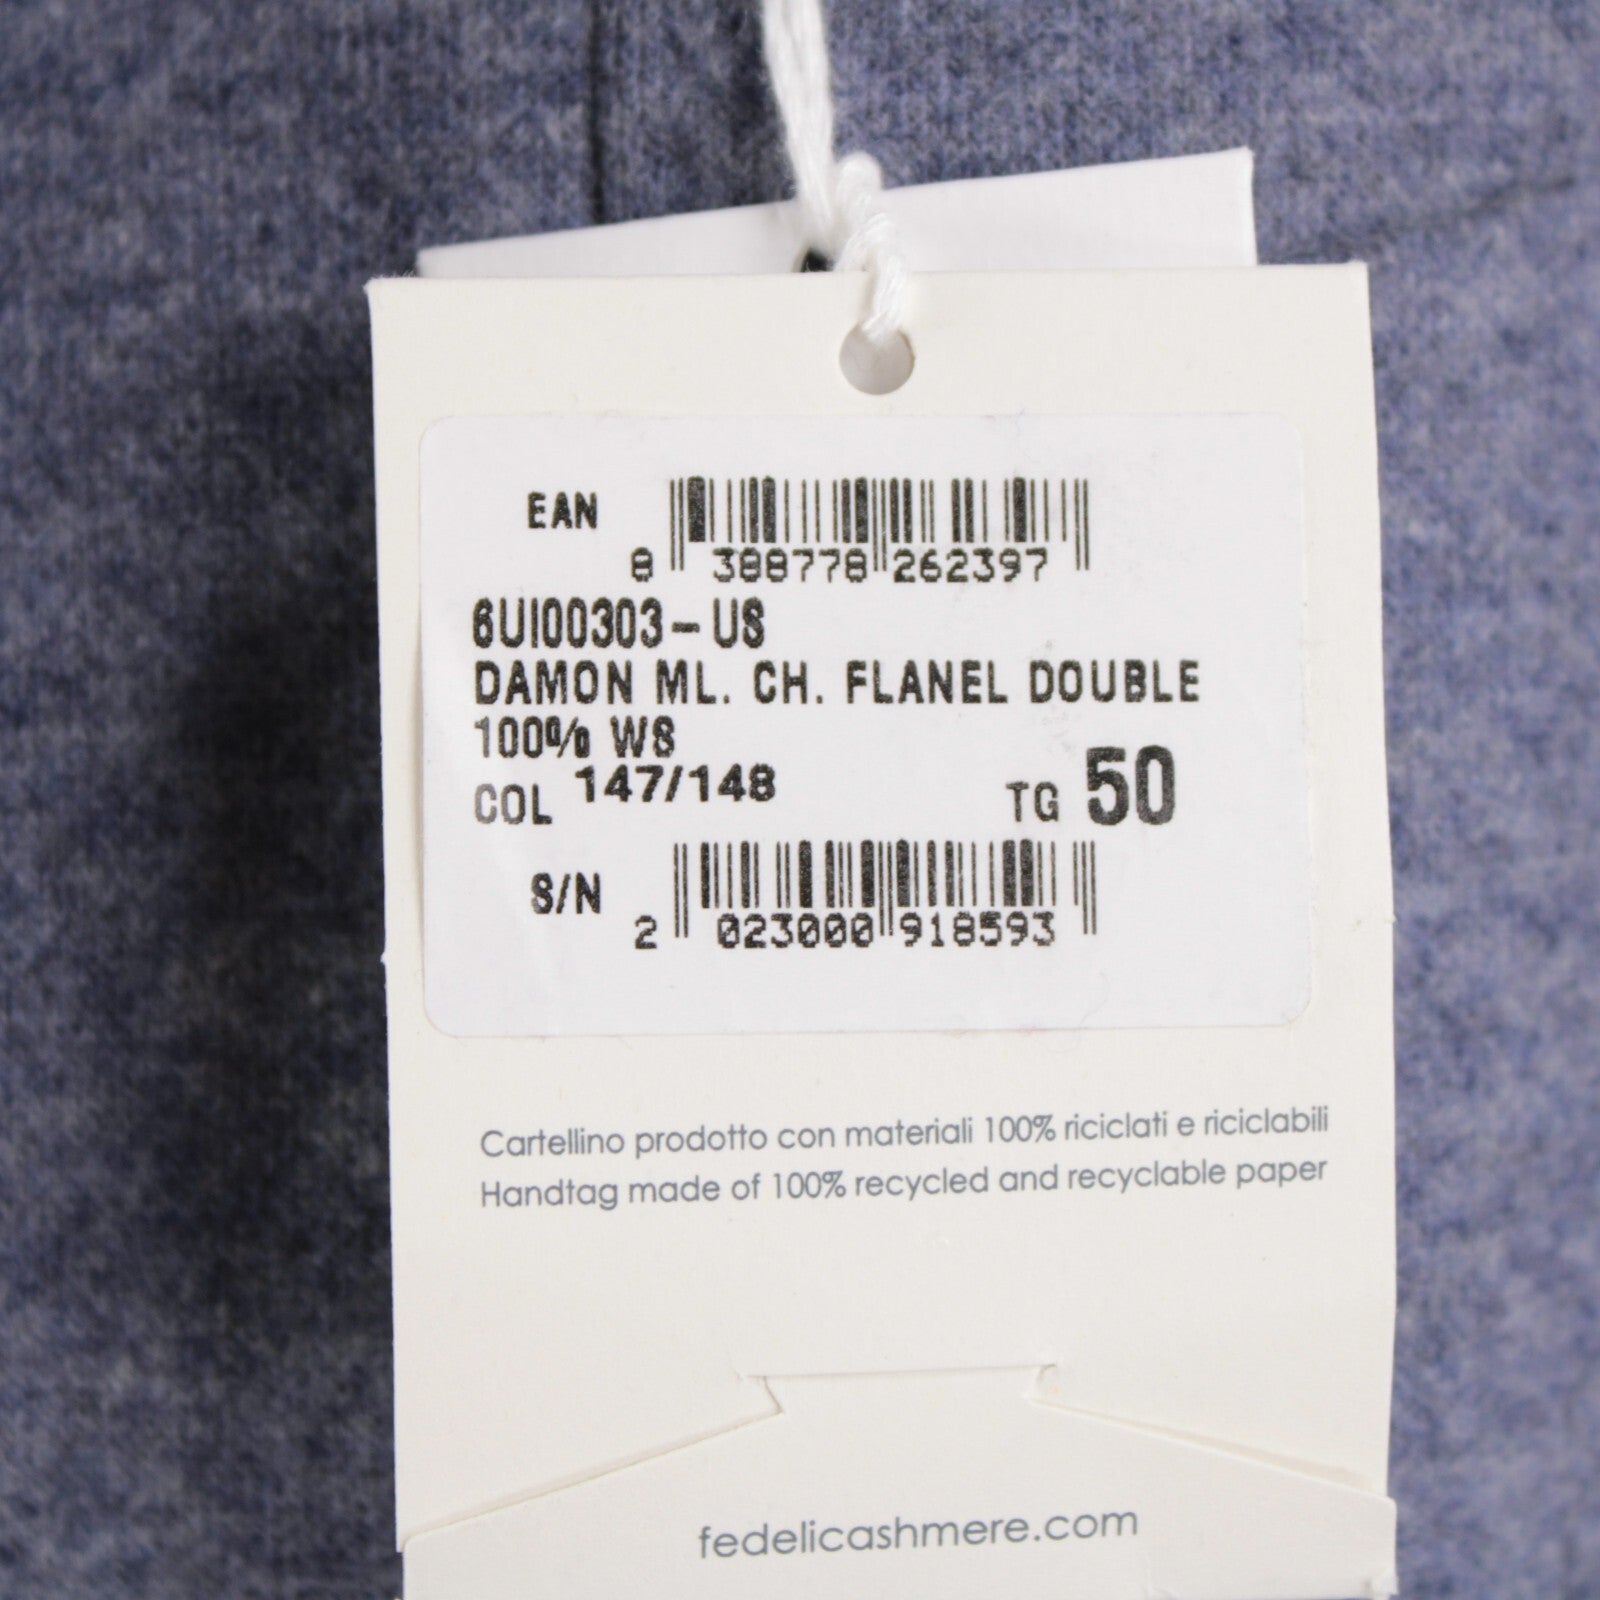 EAN
8 388778 262397
6UI00303-US
DAMON ML. CH. FLANEL DOUBLE
100% WS
COL 147/148 TG 50
S/N
2 023000 918593
Cartellino prodotto con materiali 100% riciclati e riciclabili
Handtag made of 100% recycled and recyclable paper
fedelicashmere.com